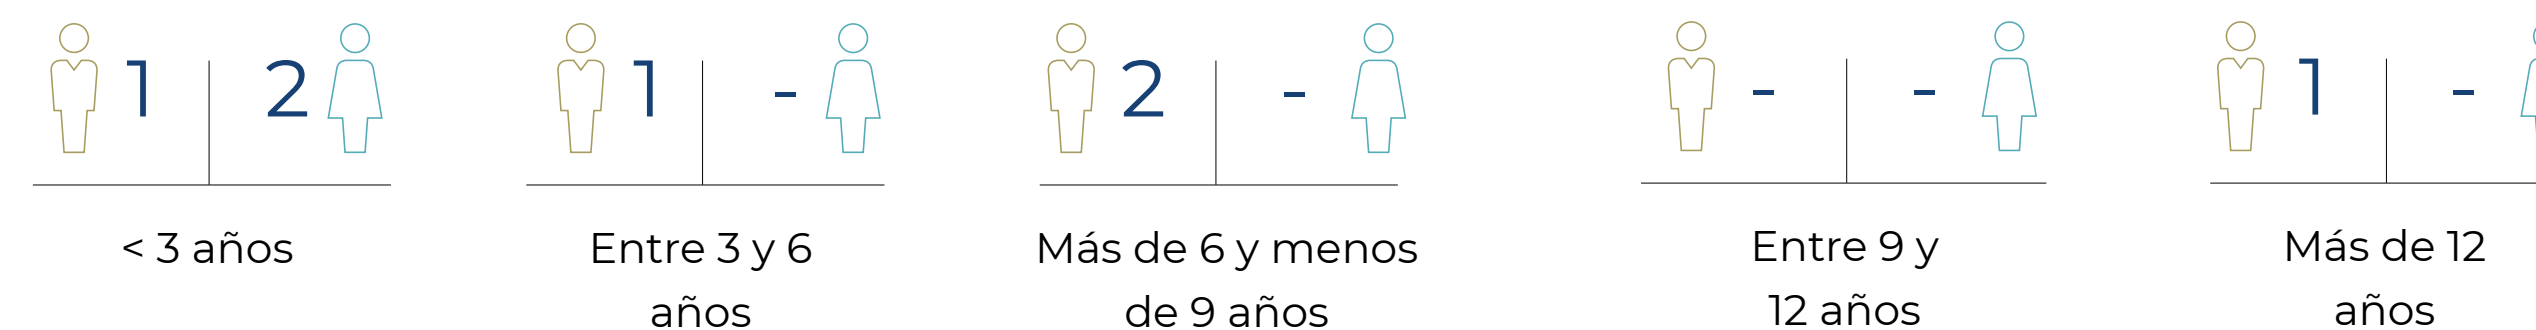 1 2
1 -
2 -
- -
1 -
< 3 años
Entre 3 y 6
años
Más de 6 y menos
de 9 años
Entre 9 y
12 años
Más de 12
años